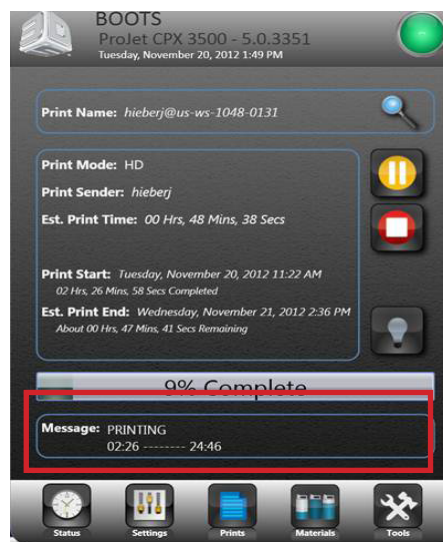 BOOTS
ProJet CPX 3500 - 5.0.3351
Tuesday, November 20, 2012 1:49 PM
Print Name: hieberj@us-ws-1048-0131
Print Mode: HD
Print Sender: hieberj
Est. Print Time: 00 Hrs, 48 Mins, 38 Secs
Print Start: Tuesday, November 20, 2012 11:22 AM
02 Hrs, 26 Mins, 58 Secs Completed
Est. Print End: Wednesday, November 21, 2012 2:36 PM
About 00 Hrs, 47 Mins, 41 Secs Remaining
9% Complete
Message: PRINTING
02:26 -------- 24:46
Status Settings Prints Materials Tools